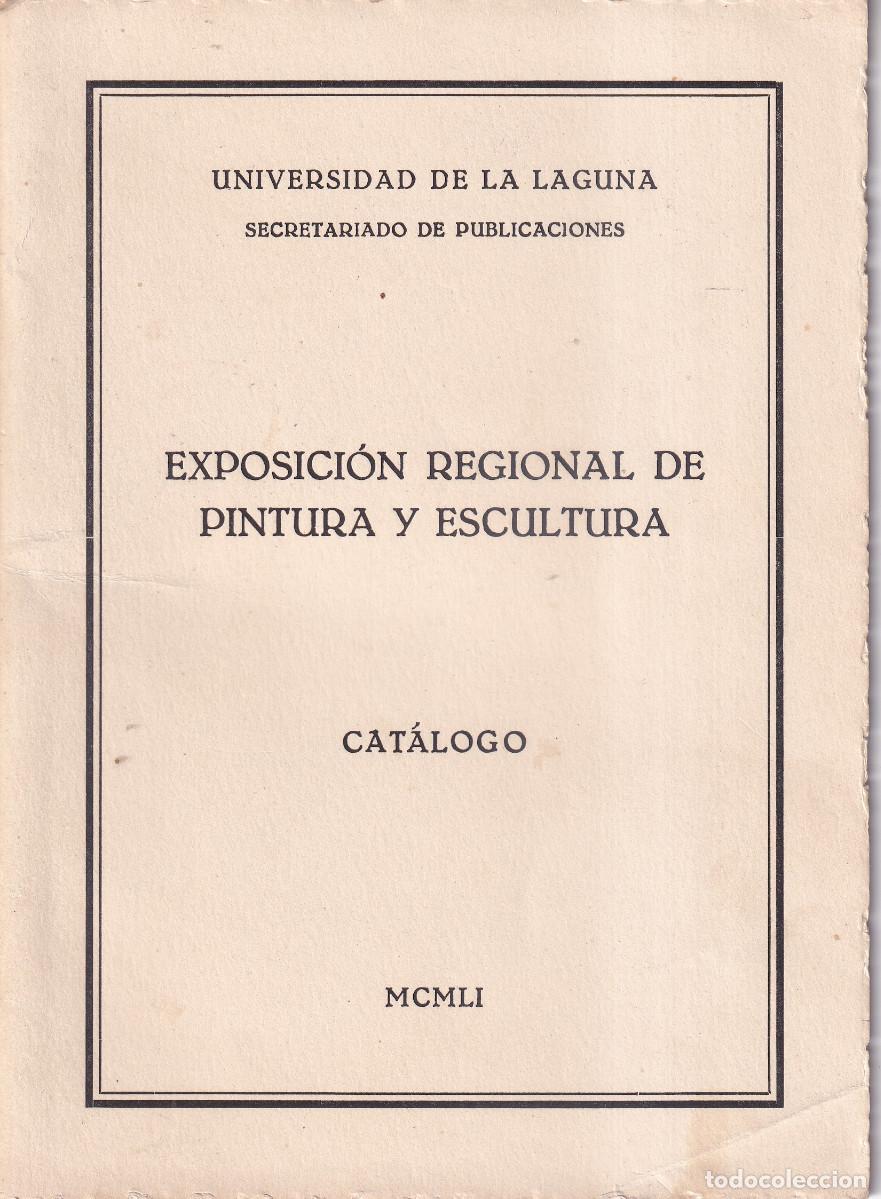 UNIVERSIDAD DE LA LAGUNA
SECRETARIADO DE PUBLICACIONES
EXPOSICIÓN REGIONAL DE
PINTURA Y ESCULTURA
CATÁLOGO
MCMLI
todocoleccion